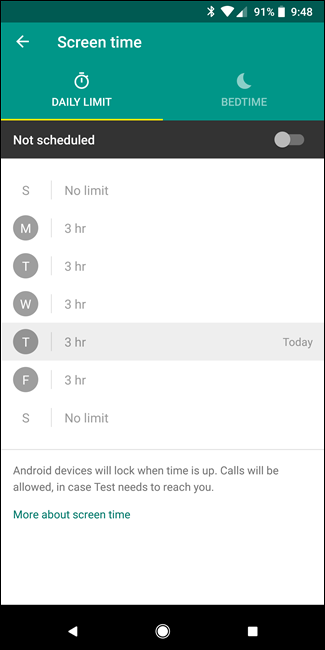 91% 9:48
Screen time
DAILY LIMIT BEDTIME
Not scheduled
S No limit
M 3 hr
T 3 hr
W 3 hr
T 3 hr Today
F 3 hr
S No limit
Android devices will lock when time is up. Calls will be
allowed, in case Test needs to reach you.
More about screen time